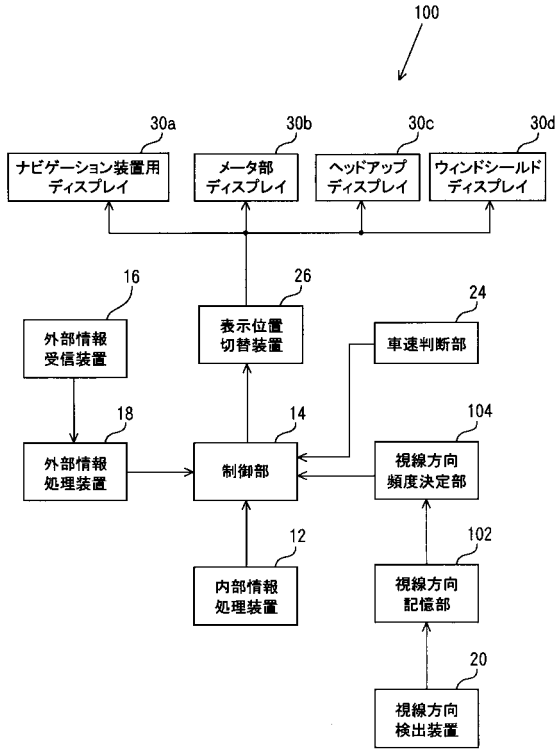 100
30a
30b
30c
30d
ナビゲーション装置用
ディスプレイ
メータ部
ディスプレイ
ヘッドアップ
ディスプレイ
ウィンドシールド
ディスプレイ
16
外部情報
受信装置
26
表示位置
切替装置
24
車速判断部
18
外部情報
処理装置
14
制御部
104
視線方向
頻度決定部
12
内部情報
処理装置
102
視線方向
記憶部
20
視線方向
検出装置